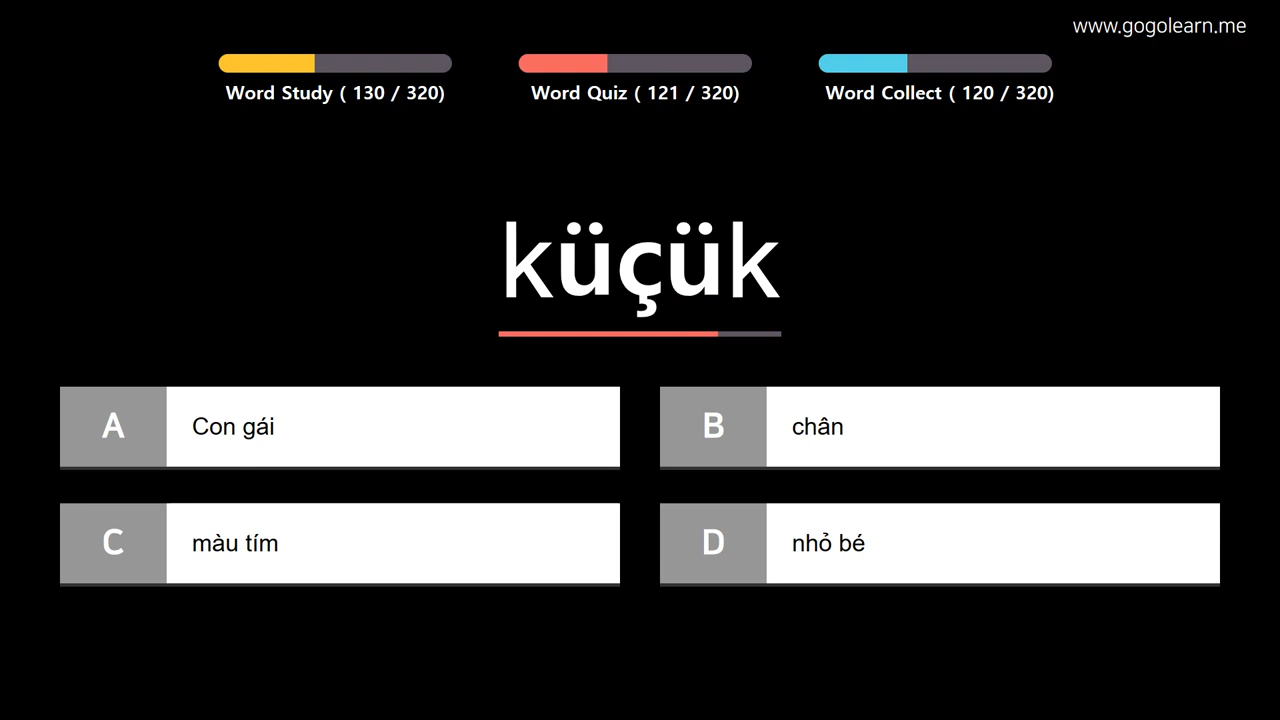 www.gogolearn.me
Word Study ( 130 / 320)
Word Quiz ( 121 / 320)
Word Collect ( 120 / 320)
küçük
A
Con gái
B
chân
C
màu tím
D
nhỏ bé